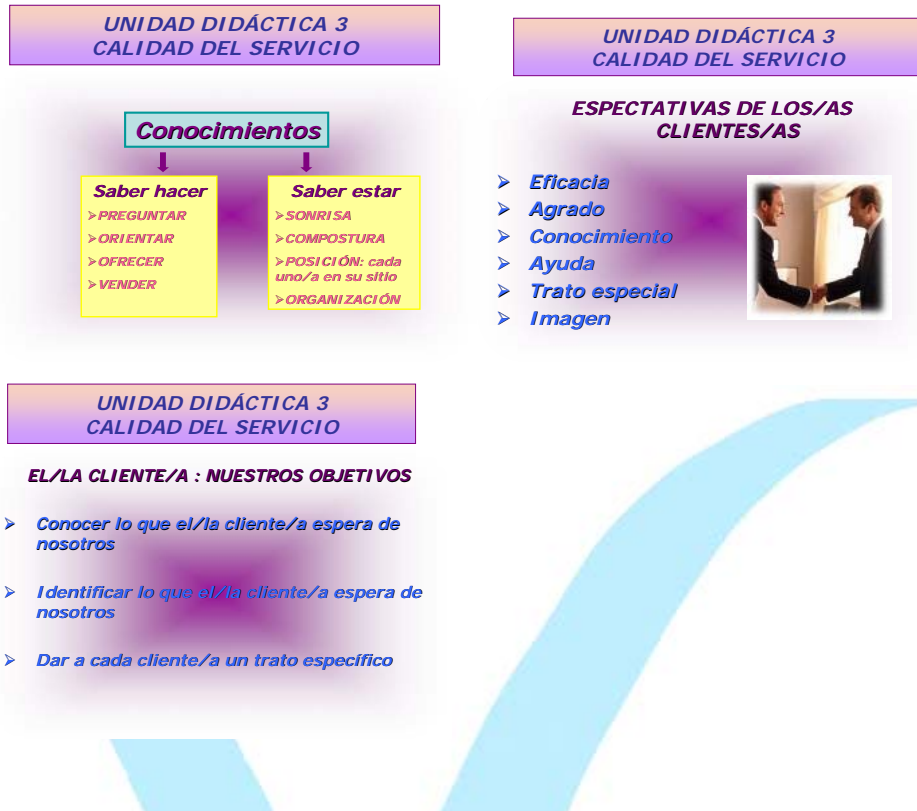 UNIDAD DIDÁCTICA 3
CALIDAD DEL SERVICIO
Conocimientos
Saber hacer
➢PREGUNTAR
➢ORIENTAR
➢OFRECER
➢VENDER
Saber estar
➢SONRISA
➢COMPOSTURA
➢POSICIÓN: cada
uno/a en su sitio
➢ORGANIZACIÓN
UNIDAD DIDÁCTICA 3
CALIDAD DEL SERVICIO
ESPECTATIVAS DE LOS/AS
CLIENTES/AS
➢ Eficacia
➢ Agrado
➢ Conocimiento
➢ Ayuda
➢ Trato especial
➢ Imagen
UNIDAD DIDÁCTICA 3
CALIDAD DEL SERVICIO
EL/LA CLIENTE/A : NUESTROS OBJETIVOS
➢ Conocer lo que el/la cliente/a espera de
nosotros
➢ Identificar lo que el/la cliente/a espera de
nosotros
➢ Dar a cada cliente/a un trato específico